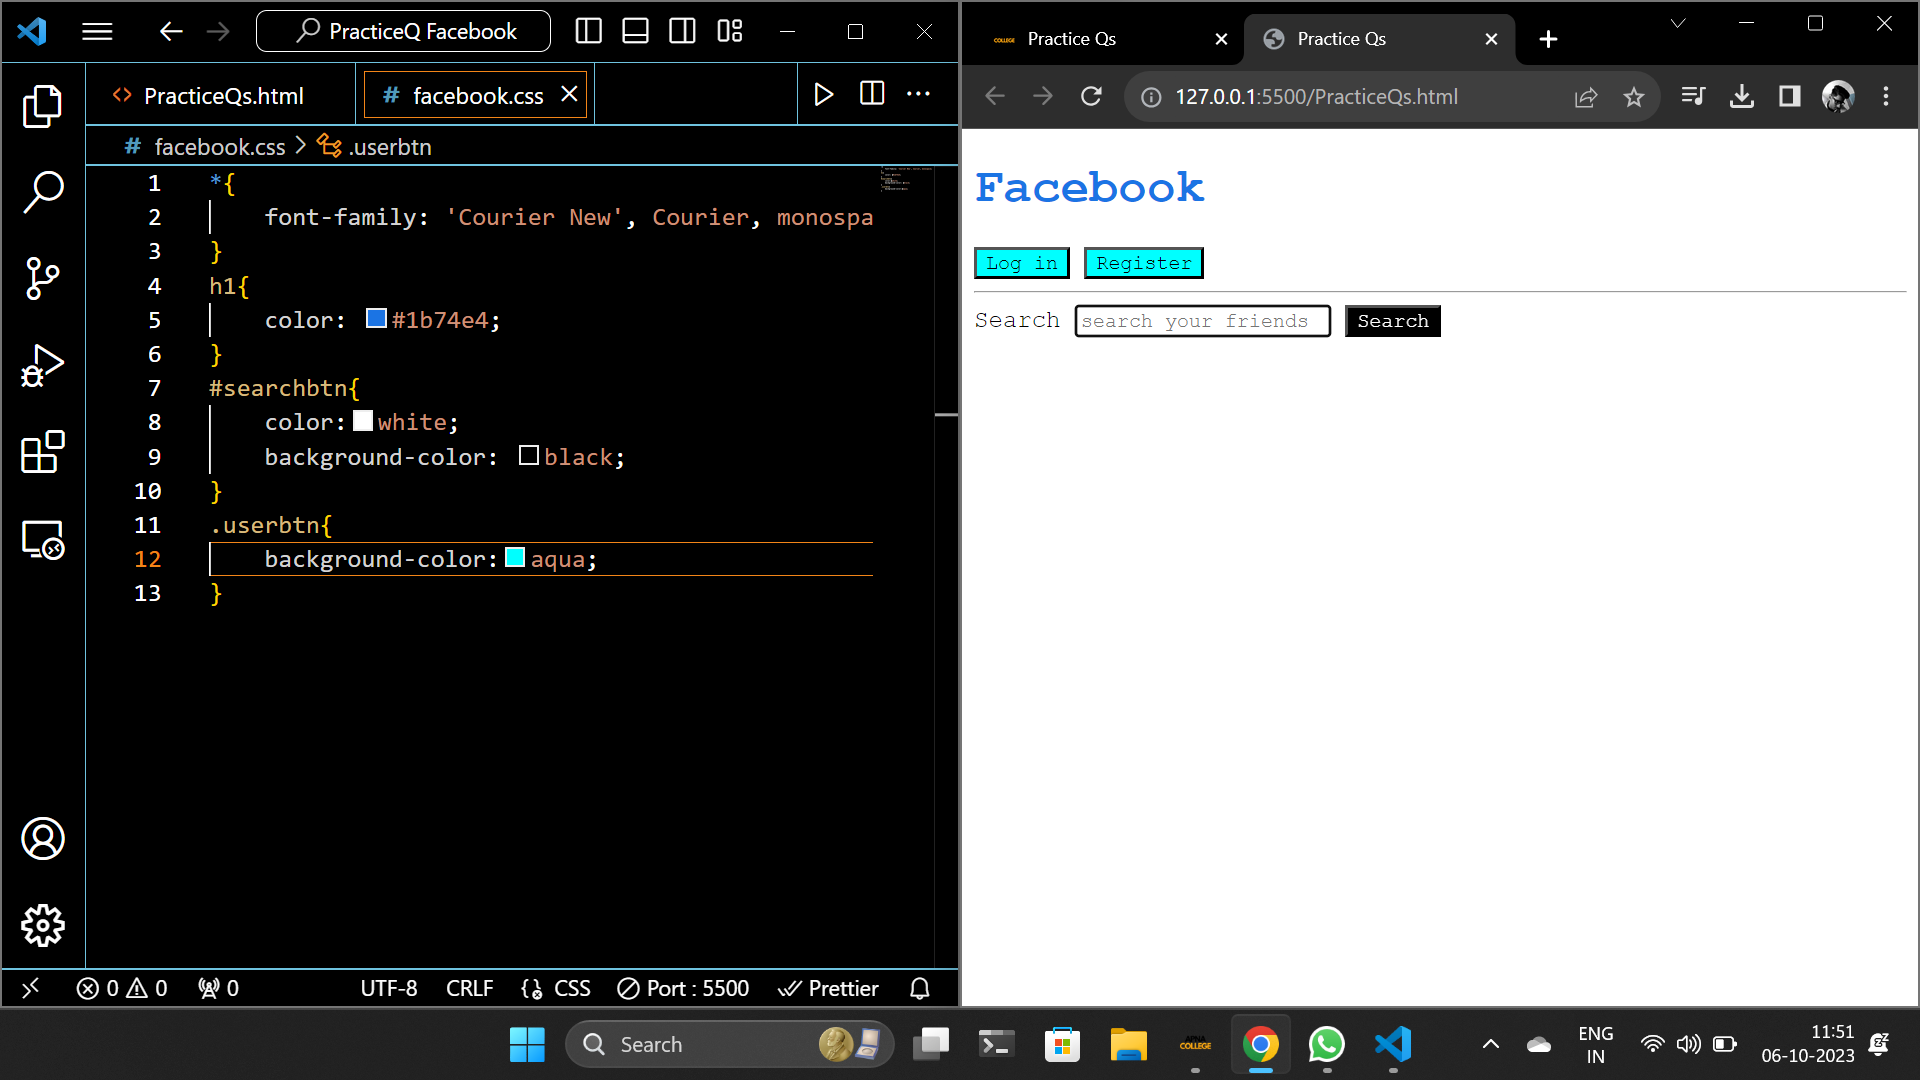 PracticeQ Facebook
PracticeQs.html
# facebook.css
# facebook.css > .userbtn
1 *{
2 font-family: 'Courier New', Courier, monospa
3 }
4 h1{
5 color: #1b74e4;
6 }
7 #searchbtn{
8 color:white;
9 background-color: black;
10 }
11 .userbtn{
12 background-color:aqua;
13 }
0 0 0 UTF-8 CRLF CSS Port : 5500 Prettier
COLLEGE Practice Qs
Practice Qs
127.0.0.1:5500/PracticeQs.html
Facebook
Log in Register
Search search your friends Search
Search
COLLEGE
ENG
IN
11:51
06-10-2023